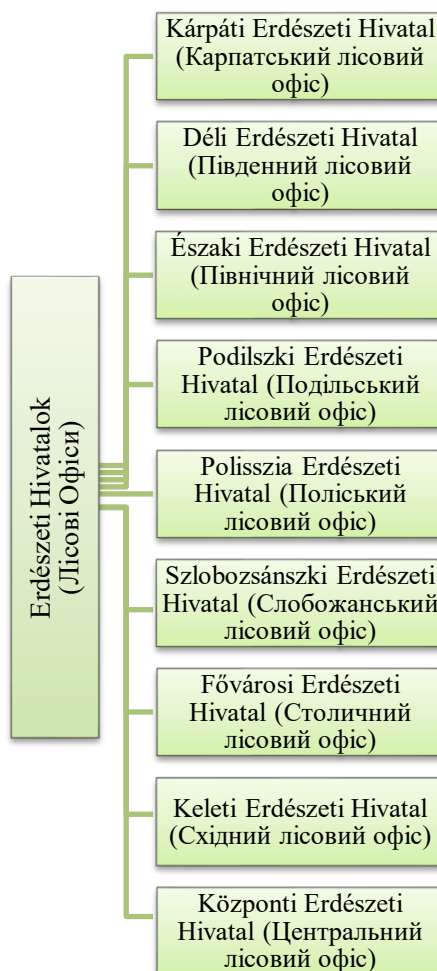 Erdészeti Hivatalok
(Лісові Офіси)
Kárpáti Erdészeti Hivatal
(Карпатський лісовий
офіс)
Déli Erdészeti Hivatal
(Південний лісовий
офіс)
Északi Erdészeti Hivatal
(Північний лісовий
офіс)
Podilszki Erdészeti
Hivatal (Подільський
лісовий офіс)
Polisszia Erdészeti
Hivatal (Поліський
лісовий офіс)
Szlobozsánszki Erdészeti
Hivatal (Слобожанський
лісовий офіс)
Fővárosi Erdészeti
Hivatal (Столичний
лісовий офіс)
Keleti Erdészeti Hivatal
(Східний лісовий офіс)
Központi Erdészeti
Hivatal (Центральний
лісовий офіс)